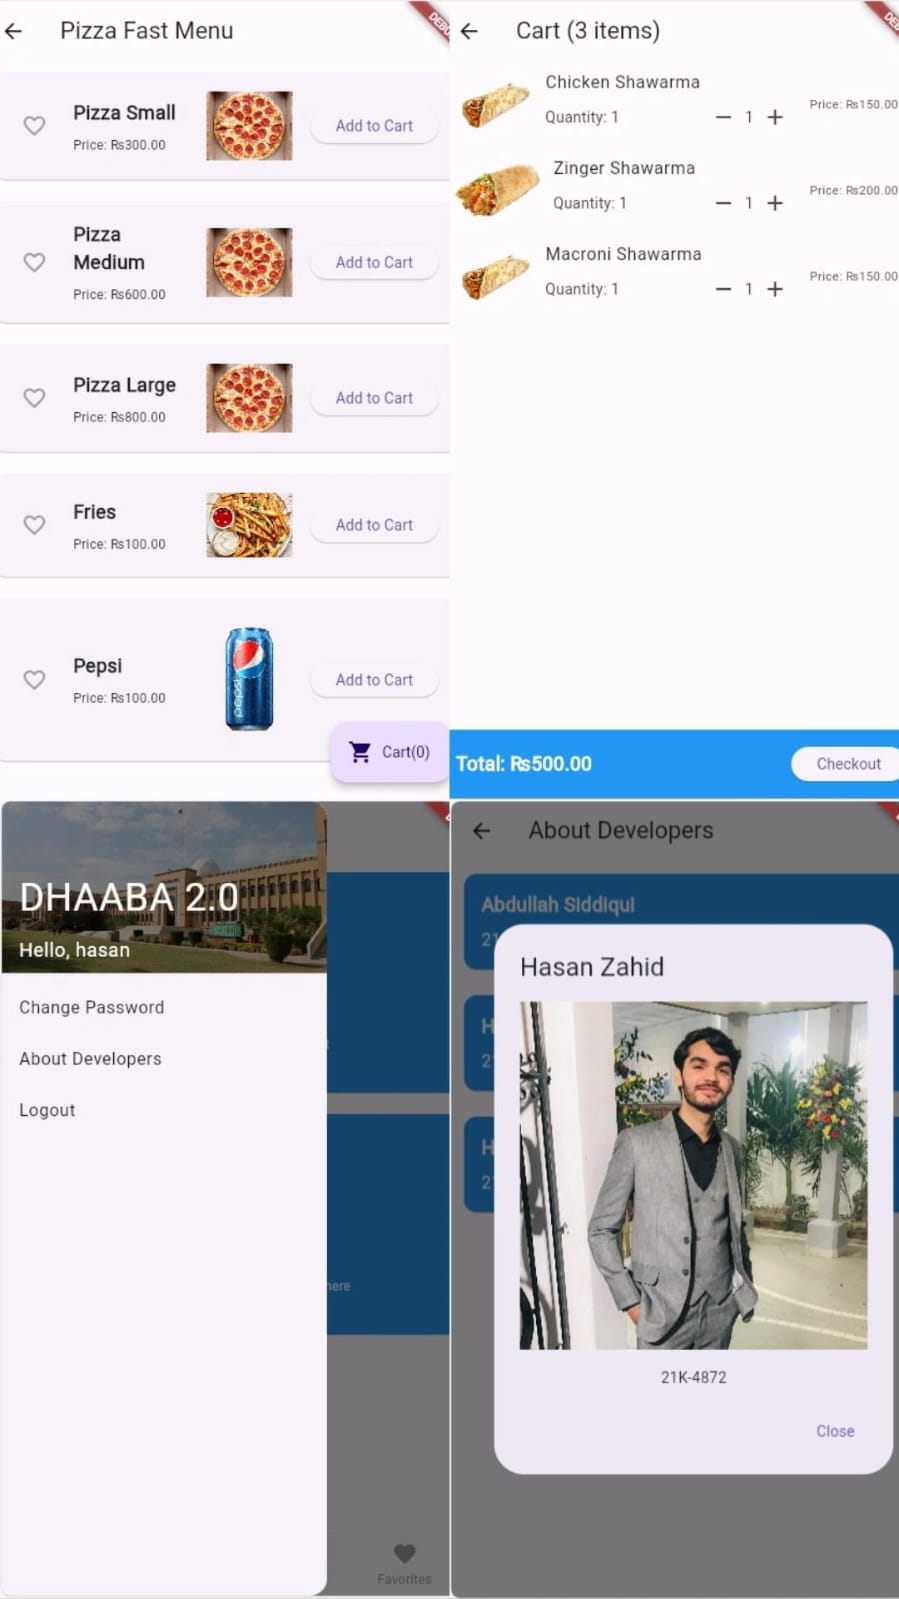 Pizza Fast Menu
Pizza Small
Price: ₨300.00
Add to Cart
Pizza
Medium
Price: ₨600.00
Add to Cart
Pizza Large
Price: ₨800.00
Add to Cart
Fries
Price: ₨100.00
Add to Cart
Pepsi
Price: ₨100.00
pepsi
Add to Cart
Cart(0)
Cart (3 items)
Chicken Shawarma
Quantity: 1
1
Price: ₨150.00
Zinger Shawarma
Quantity: 1
1
Price: ₨200.00
Macroni Shawarma
Quantity: 1
1
Price: ₨150.00
Total: ₨500.00
Checkout
DHAABA 2.0
Hello, hasan
Change Password
About Developers
Logout
Favorites
About Developers
Abdullah Siddiqui
Hasan Zahid
21K-4872
Close